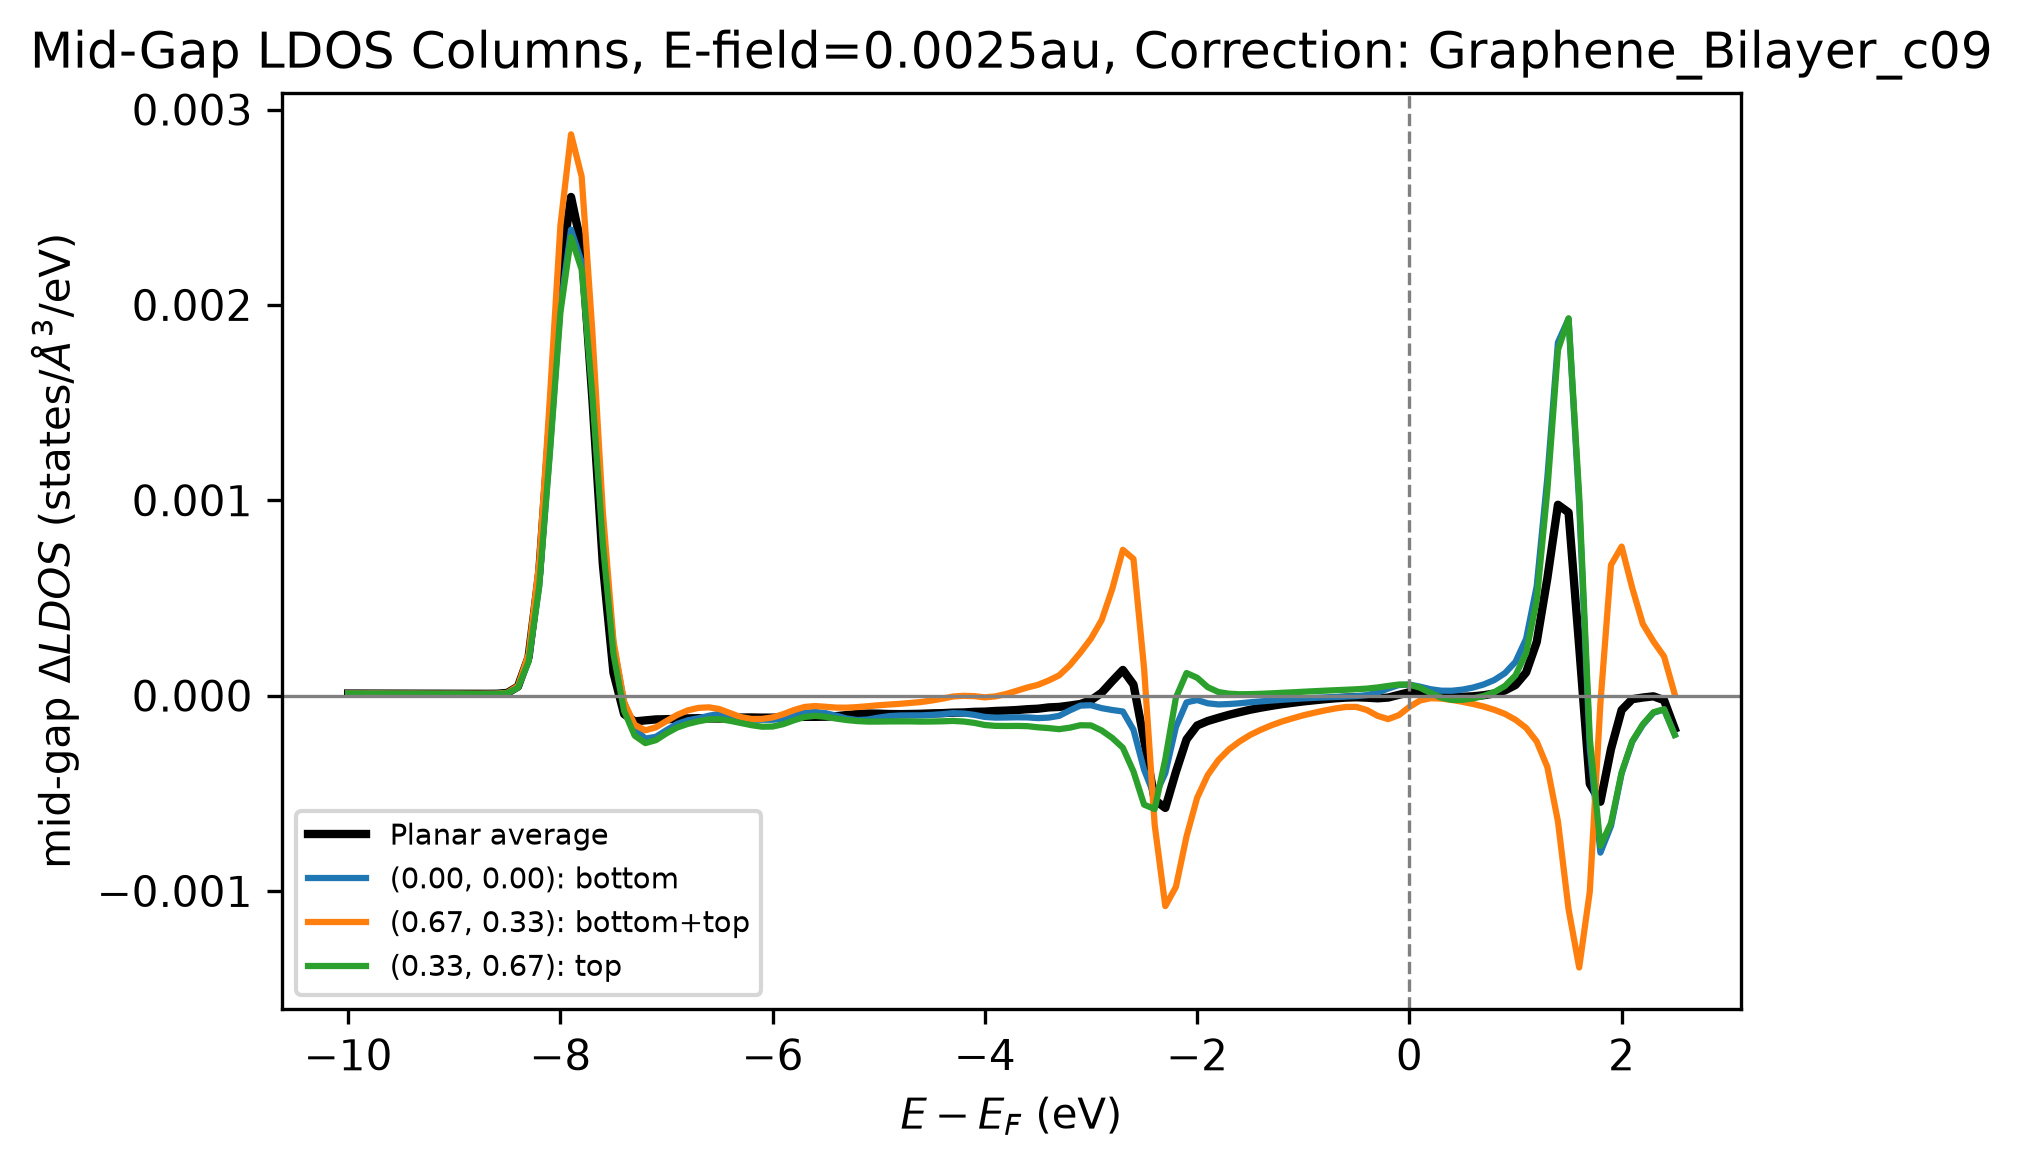 Mid-Gap LDOS Columns, E-field=0.0025au, Correction: Graphene_Bilayer_c09
mid-gap ΔLDOS (states/Å³/eV)
0.003
0.002
0.001
0.000
−0.001
Planar average
(0.00, 0.00): bottom
(0.67, 0.33): bottom+top
(0.33, 0.67): top
−10 −8 −6 −4 −2 0 2
E − E_F (eV)